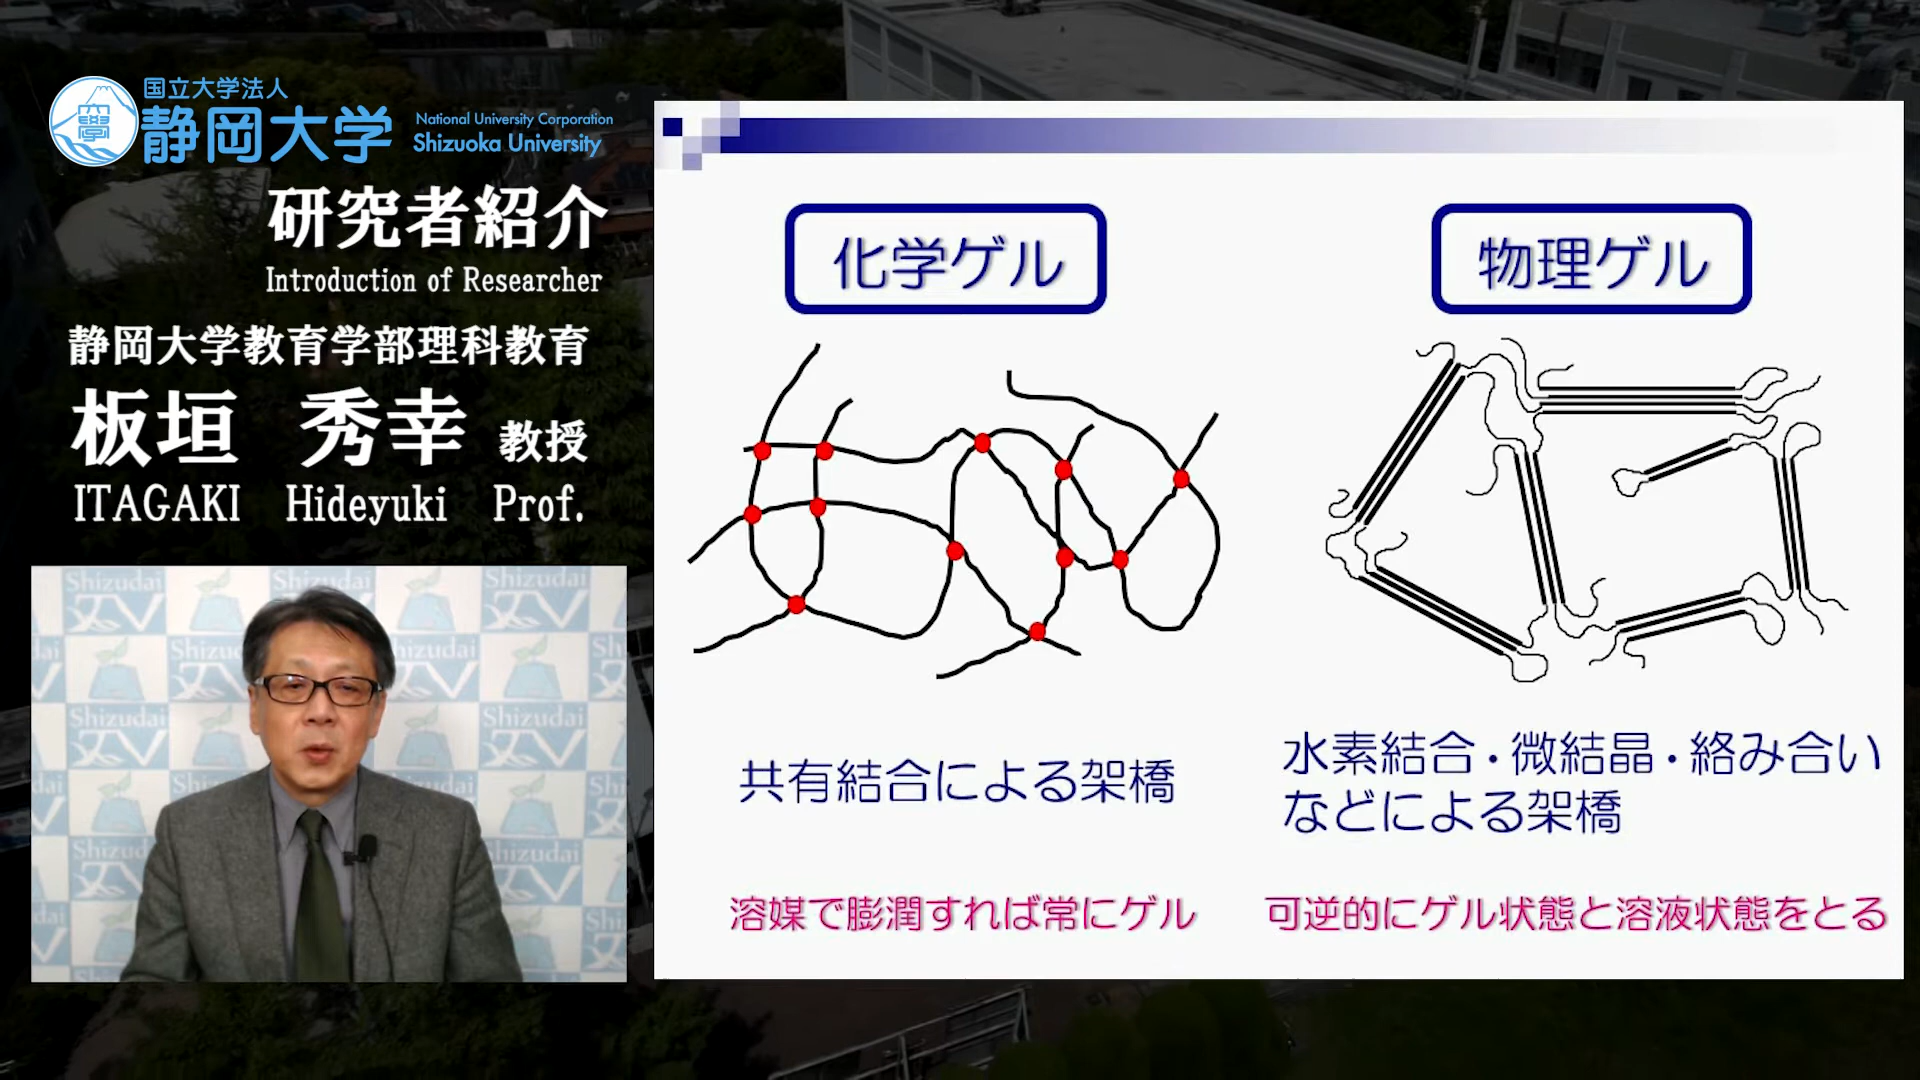 国立大学法人
静岡大学
National University Corporation
Shizuoka University
研究者紹介
Introduction of Researcher
静岡大学教育学部理科教育
板垣 秀幸 教授
ITAGAKI Hideyuki Prof.
Shizudai
TV
化学ゲル
物理ゲル
共有結合による架橋
水素結合・微結晶・絡み合い
などによる架橋
溶媒で膨潤すれば常にゲル
可逆的にゲル状態と溶液状態をとる